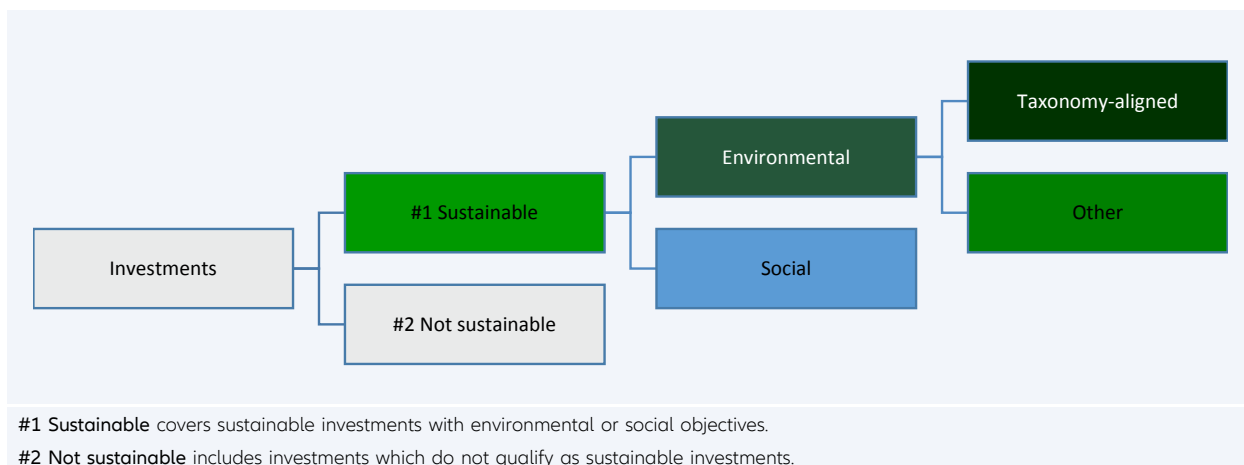 Taxonomy-aligned
Environmental
#1 Sustainable
Other
Investments
Social
#2 Not sustainable
#1 Sustainable covers sustainable investments with environmental or social objectives.
#2 Not sustainable includes investments which do not qualify as sustainable investments.